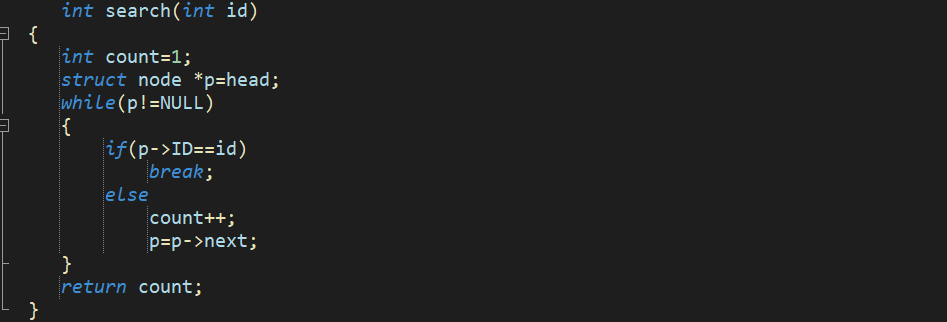 int search(int id)
{
int count=1;
struct node *p=head;
while(p!=NULL)
{
if(p->ID==id)
break;
else
count++;
p=p->next;
}
return count;
}